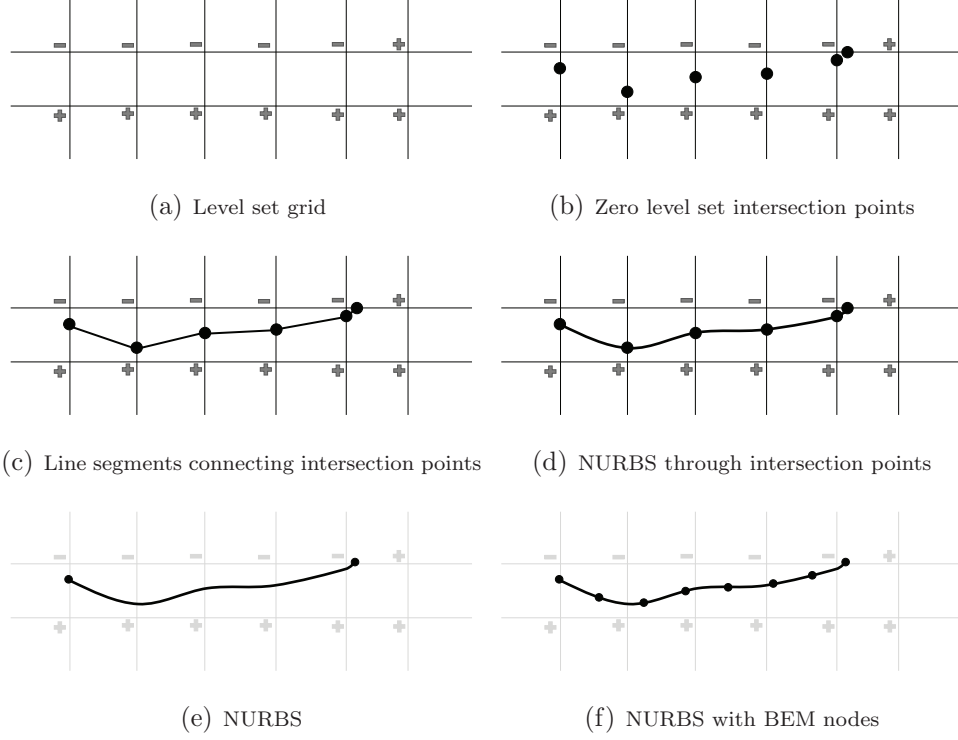 (a) Level set grid
(b) Zero level set intersection points
(c) Line segments connecting intersection points
(d) NURBS through intersection points
(e) NURBS
(f) NURBS with BEM nodes